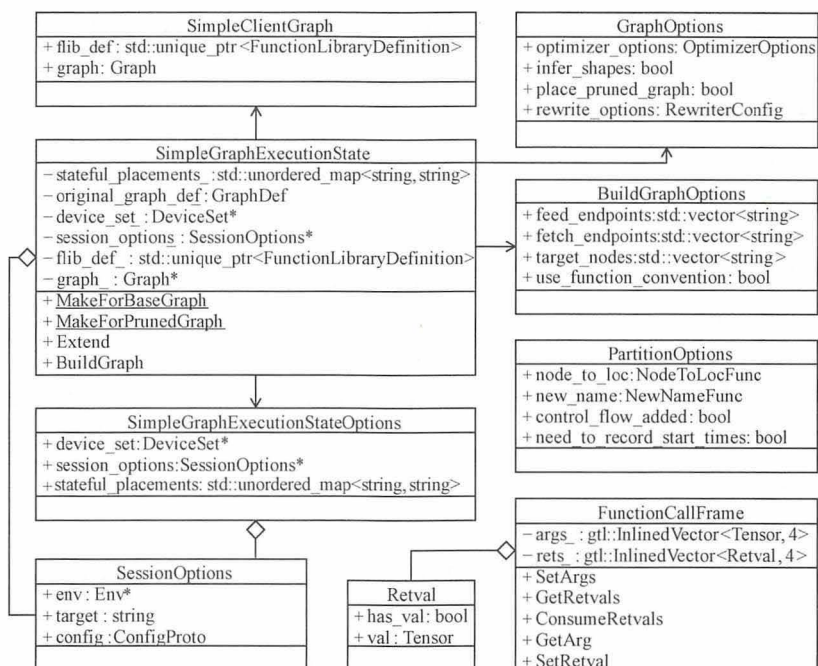 SimpleClientGraph
+ flib_def : std::unique_ptr<FunctionLibraryDefinition>
+ graph: Graph
GraphOptions
+ optimizer_options: OptimizerOptions
+ infer_shapes: bool
+ place_pruned_graph: bool
+ rewrite_options: RewriterConfig
SimpleGraphExecutionState
− stateful_placements_:std::unordered_map<string,string>
− original_graph_def: GraphDef
− device_set_: DeviceSet*
− session_options_: SessionOptions*
− flib_def_: std::unique_ptr<FunctionLibraryDefinition>
− graph_: Graph*
+ MakeForBaseGraph
+ MakeForPrunedGraph
+ Extend
+ BuildGraph
BuildGraphOptions
+ feed_endpoints:std::vector<string>
+ fetch_endpoints:std::vector<string>
+ target_nodes:std::vector<string>
+ use_function_convention: bool
PartitionOptions
+ node_to_loc:NodeToLocFunc
+ new_name:NewNameFunc
+ control_flow_added: bool
+ need_to_record_start_times: bool
SimpleGraphExecutionStateOptions
+ device_set:DeviceSet*
+ session_options:SessionOptions*
+ stateful_placements: std::unordered_map<string,string>
FunctionCallFrame
− args_: gtl::InlinedVector<Tensor, 4>
− rets_: gtl::InlinedVector<Retval, 4>
+ SetArgs
+ GetRetvals
+ ConsumeRetvals
+ GetArg
+ SetRetval
SessionOptions
+ env: Env*
+ target : string
+ config:ConfigProto
Retval
+ has_val: bool
+ val: Tensor